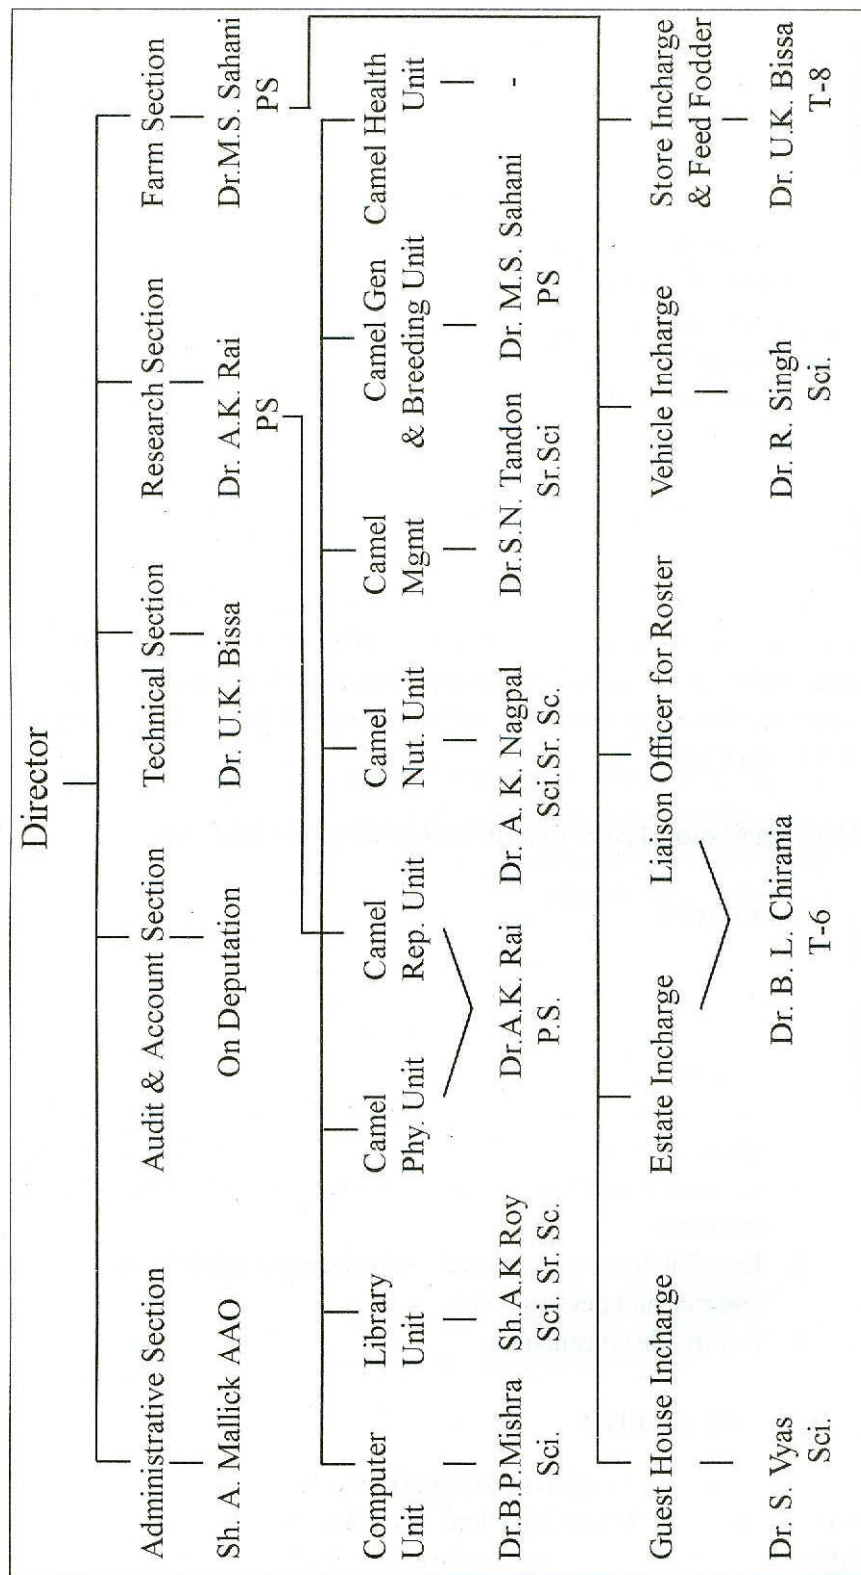 Director
Administrative Section
Audit & Account Section
Technical Section
Research Section
Farm Section
Sh. A. Mallick AAO
On Deputation
Dr. U.K. Bissa
Dr. A.K. Rai
PS
Dr.M.S. Sahani
PS
Computer
Unit
Library
Unit
Camel
Phy. Unit
Camel
Rep. Unit
Camel
Nut. Unit
Camel
Mgmt
Camel Gen
& Breeding Unit
Camel Health
Unit
Dr.B.P.Mishra
Sci.
Sh.A.K Roy
Sci. Sr. Sc.
Dr.A.K. Rai
P.S.
Dr. A. K. Nagpal
Sci.Sr. Sc.
Dr.S.N. Tandon
Sr.Sci
Dr. M.S. Sahani
PS
-
Guest House Incharge
Estate Incharge
Liaison Officer for Roster
Vehicle Incharge
Store Incharge
& Feed Fodder
Dr. S. Vyas
Sci.
Dr. B. L. Chirania
T-6
Dr. R. Singh
Sci.
Dr. U.K. Bissa
T-8